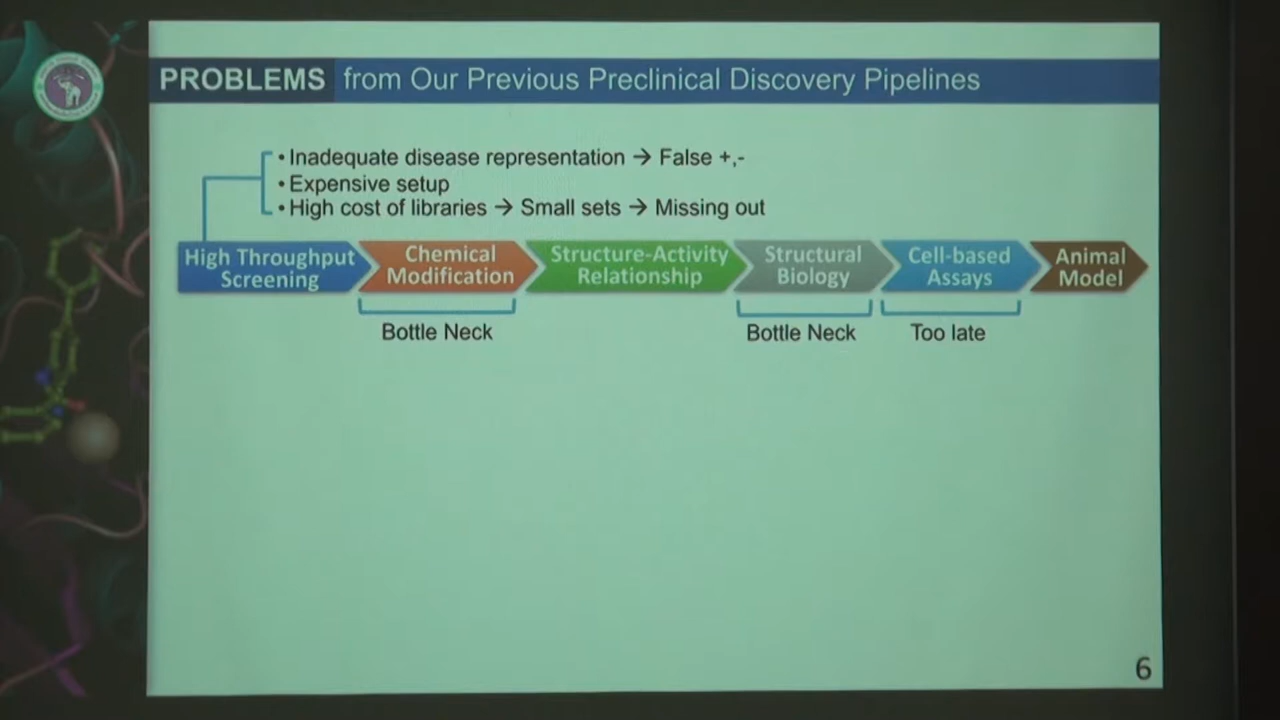 PROBLEMS from Our Previous Preclinical Discovery Pipelines
• Inadequate disease representation → False +,-
• Expensive setup
• High cost of libraries → Small sets → Missing out
High Throughput
Screening
Chemical
Modification
Structure-Activity
Relationship
Structural
Biology
Cell-based
Assays
Animal
Model
Bottle Neck
Bottle Neck
Too late
6